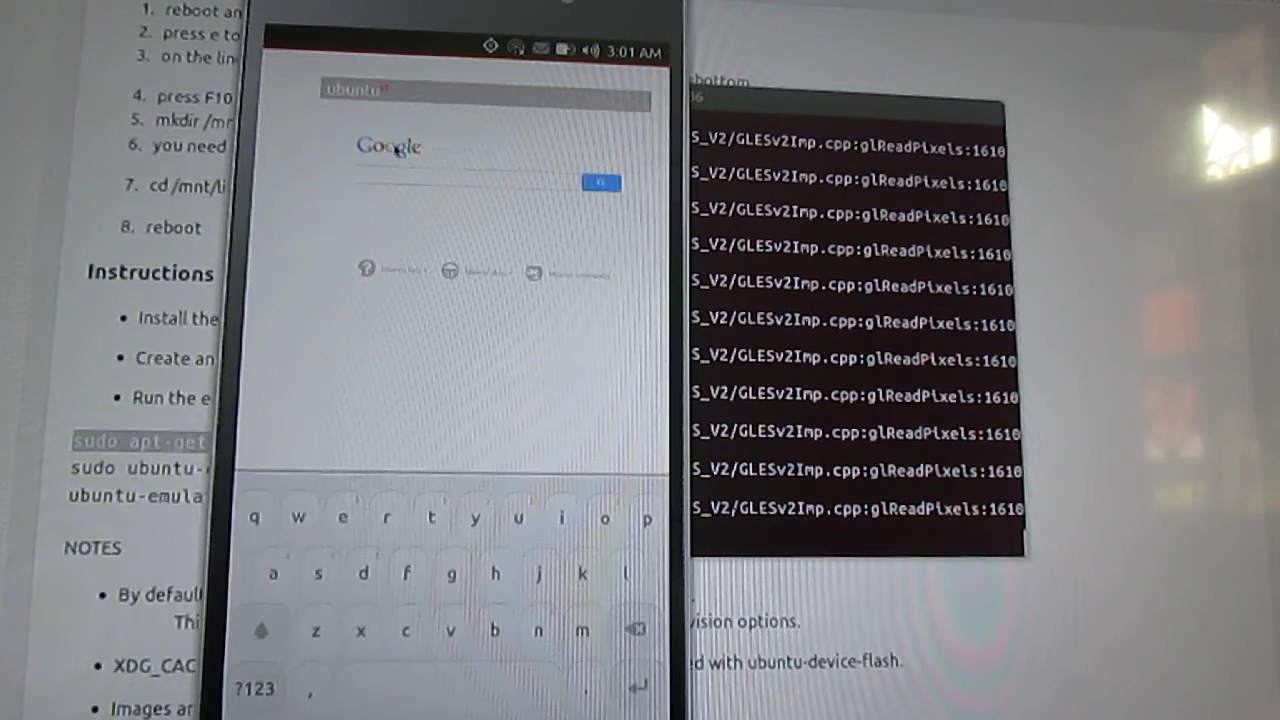 1. reboot an
2. press e to
3. on the lin
4. press F10
5. mkdir /mr
6. you need
7. cd /mnt/li
8. reboot
Instructions
• Install the
• Create an
• Run the e
sudo apt-get
sudo ubuntu-
ubuntu-emula
NOTES
• By defaul
Thi
• XDG_CAC
• Images ar
3:01 AM
ubuntu
Google
q w e r t y u i o p
a s d f g h j k l
z x c v b n m
?123 , .
bottom
36
S_V2/GLESv2Imp.cpp:glReadPixels:1610
S_V2/GLESv2Imp.cpp:glReadPixels:1610
S_V2/GLESv2Imp.cpp:glReadPixels:1610
S_V2/GLESv2Imp.cpp:glReadPixels:1610
S_V2/GLESv2Imp.cpp:glReadPixels:1610
S_V2/GLESv2Imp.cpp:glReadPixels:1610
S_V2/GLESv2Imp.cpp:glReadPixels:1610
S_V2/GLESv2Imp.cpp:glReadPixels:1610
S_V2/GLESv2Imp.cpp:glReadPixels:1610
S_V2/GLESv2Imp.cpp:glReadPixels:1610
S_V2/GLESv2Imp.cpp:glReadPixels:1610
ision options.
d with ubuntu-device-flash.